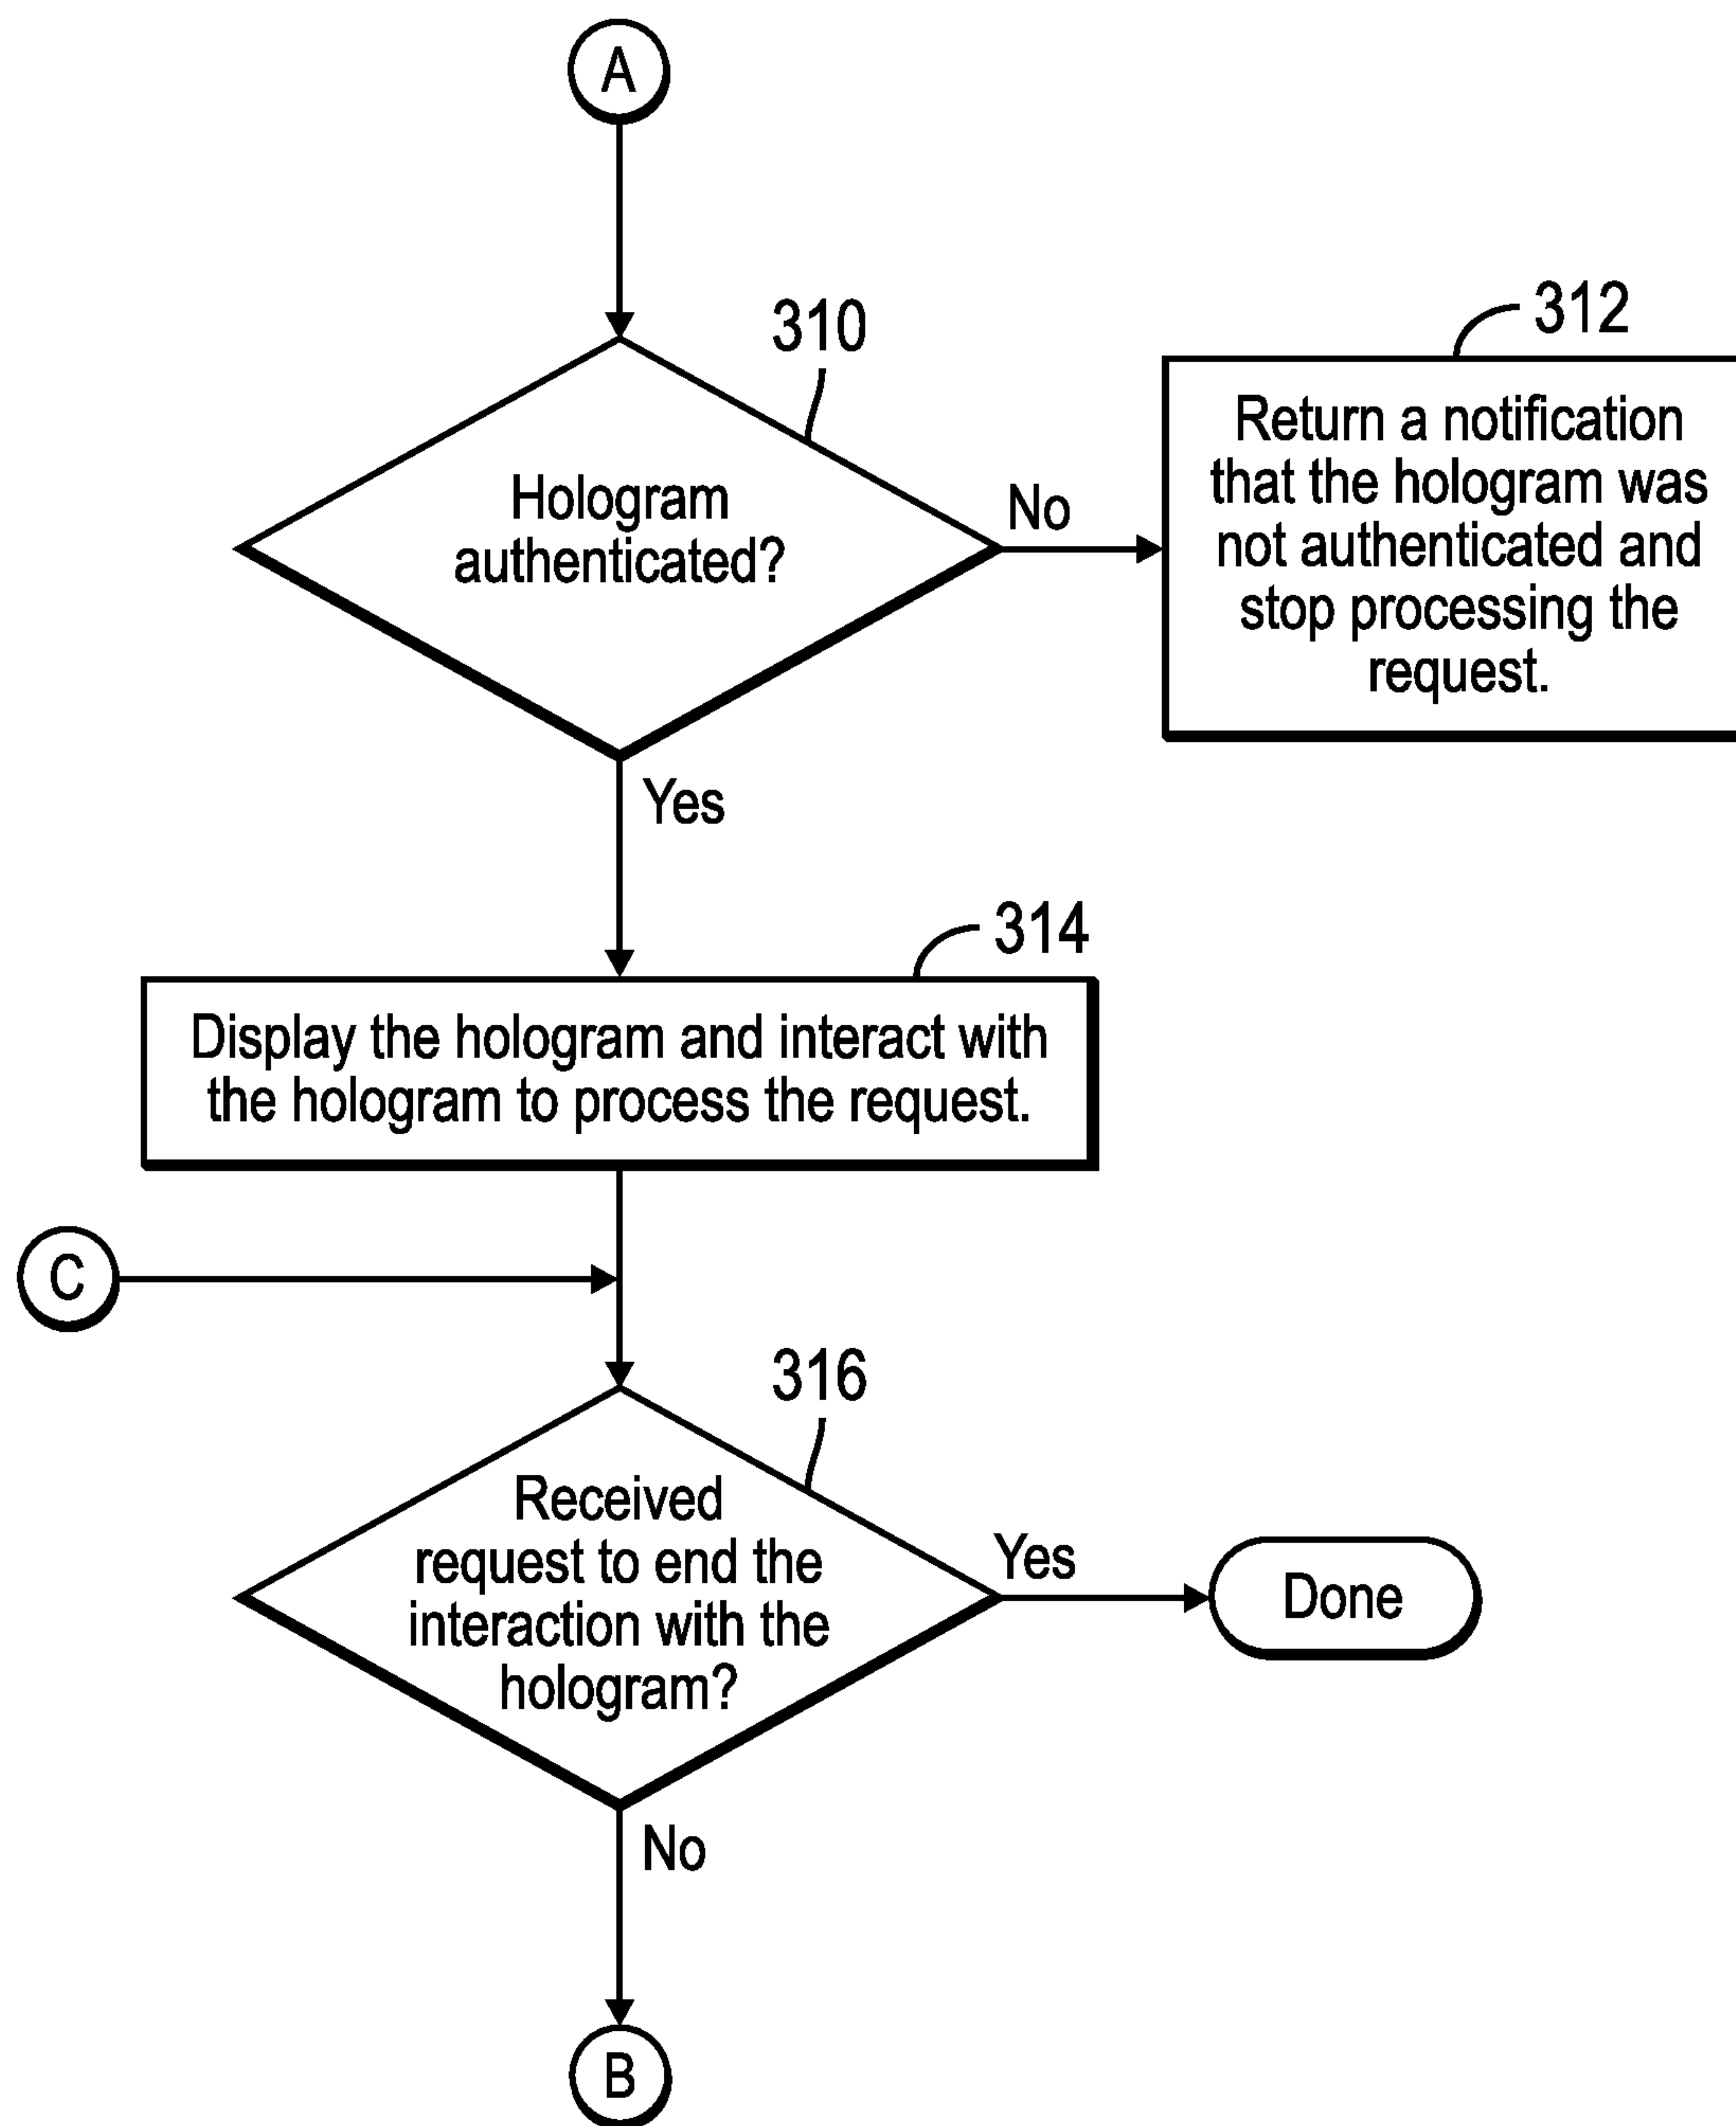 A
310
Hologram
authenticated?
No
312
Return a notification
that the hologram was
not authenticated and
stop processing the
request.
Yes
314
Display the hologram and interact with
the hologram to process the request.
C
316
Received
request to end the
interaction with the
hologram?
Yes
Done
No
B